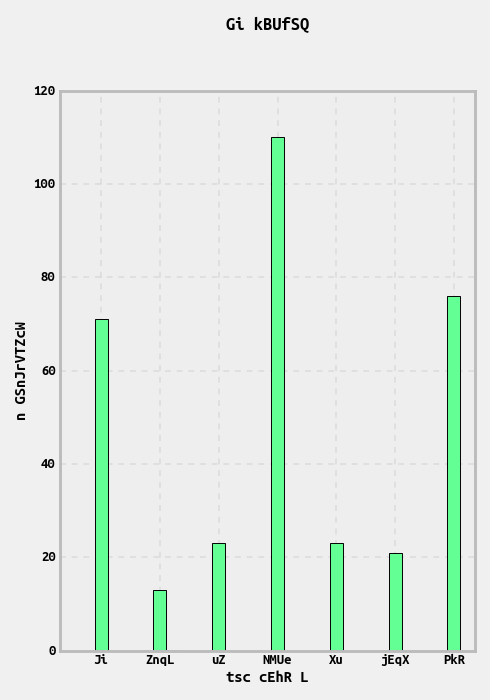 Gi kBUfSQ
120
100
80
60
40
20
0
n GSnJrVTZcW
Ji ZnqL uZ NMUe Xu jEqX PkR
tsc cEhR L